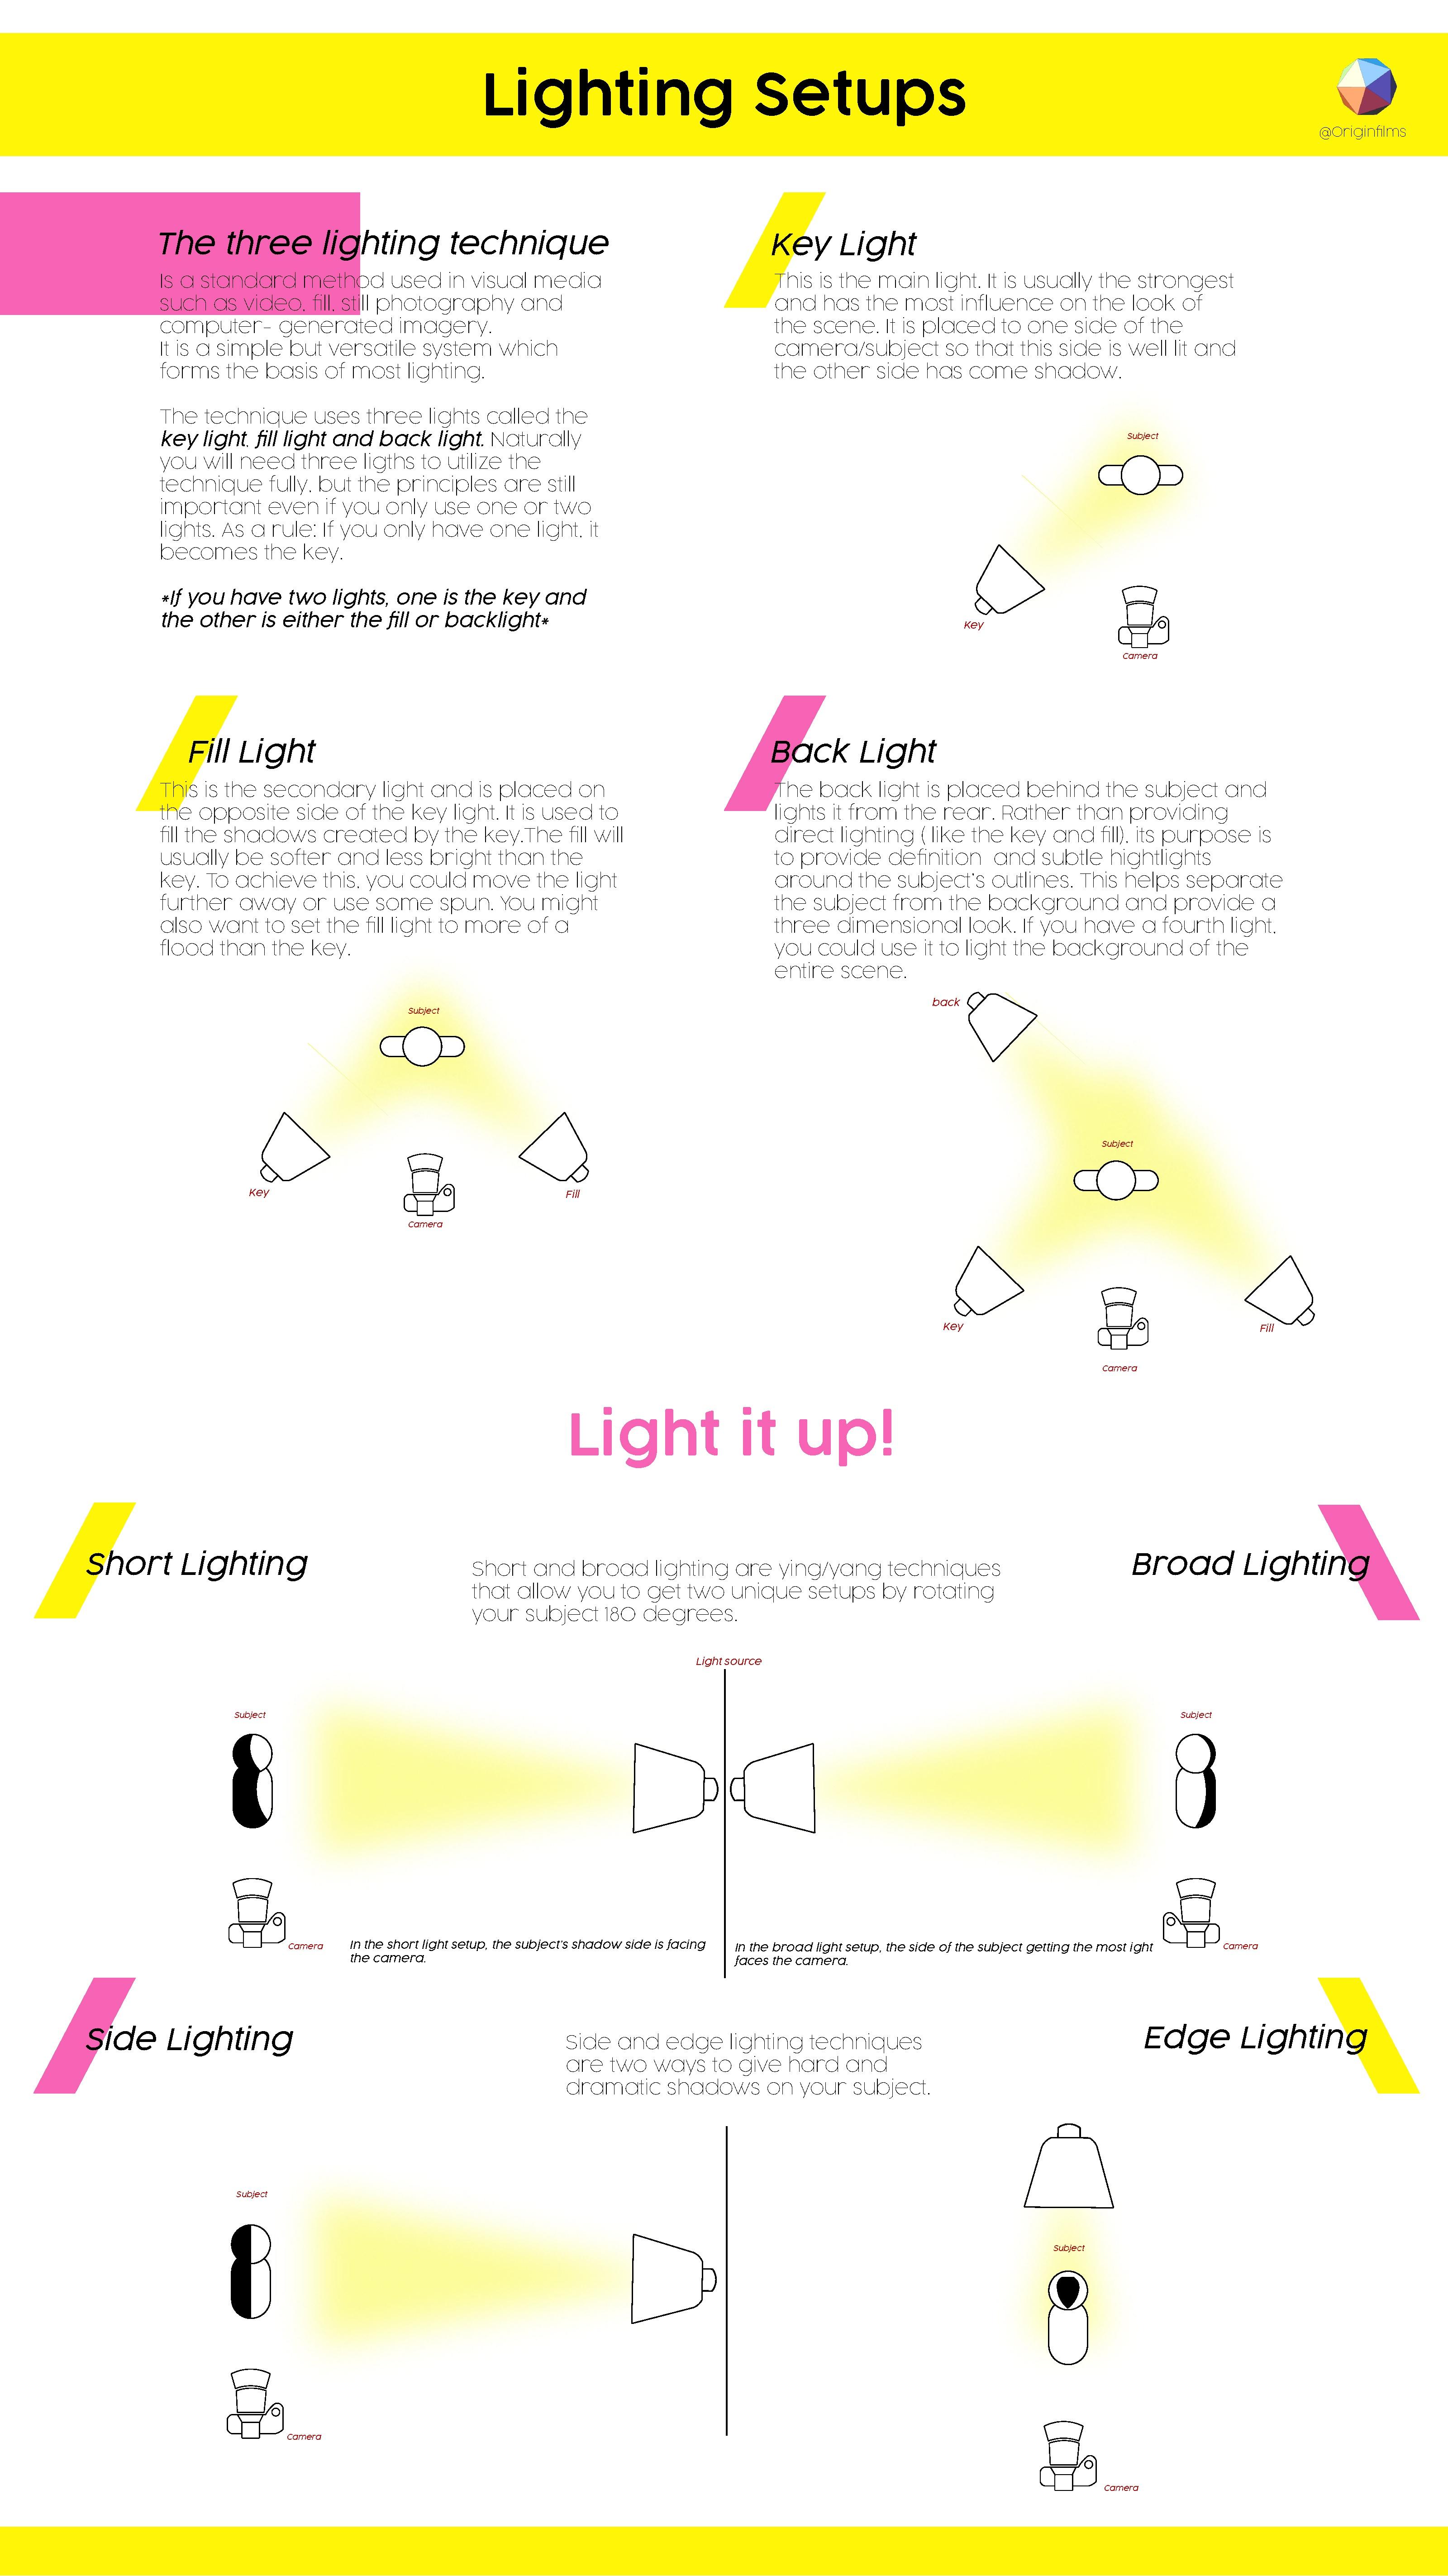 Lighting Setups
@Originfilms
The three lighting technique
Is a standard method used in visual media
such as video, fill, still photography and
computer- generated imagery.
It is a simple but versatile system which
forms the basis of most lighting.
The technique uses three lights called the
key light, fill light and back light. Naturally
you will need three ligths to utilize the
technique fully, but the principles are still
important even if you only use one or two
lights. As a rule: If you only have one light, it
becomes the key.
*If you have two lights, one is the key and
the other is either the fill or backlight*
Key Light
This is the main light. It is usually the strongest
and has the most influence on the look of
the scene. It is placed to one side of the
camera/subject so that this side is well lit and
the other side has come shadow.
Subject
Key
Camera
Fill Light
This is the secondary light and is placed on
the opposite side of the key light. It is used to
fill the shadows created by the key.The fill will
usually be softer and less bright than the
key. To achieve this, you could move the light
further away or use some spun. You might
also want to set the fill light to more of a
flood than the key.
Subject
Key
Fill
Camera
Back Light
The back light is placed behind the subject and
lights it from the rear. Rather than providing
direct lighting ( like the key and fill), its purpose is
to provide definition and subtle hightlights
around the subject's outlines. This helps separate
the subject from the background and provide a
three dimensional look. If you have a fourth light,
you could use it to light the background of the
entire scene.
back
Subject
Key
Fill
Camera
Light it up!
Short Lighting
Short and broad lighting are ying/yang techniques
that allow you to get two unique setups by rotating
your subject 180 degrees.
Broad Lighting
Light source
Subject
Subject
Camera
In the short light setup, the subject's shadow side is facing
the camera.
In the broad light setup, the side of the subject getting the most ight
faces the camera.
Camera
Side Lighting
Side and edge lighting techniques
are two ways to give hard and
dramatic shadows on your subject.
Edge Lighting
Subject
Camera
Subject
Camera